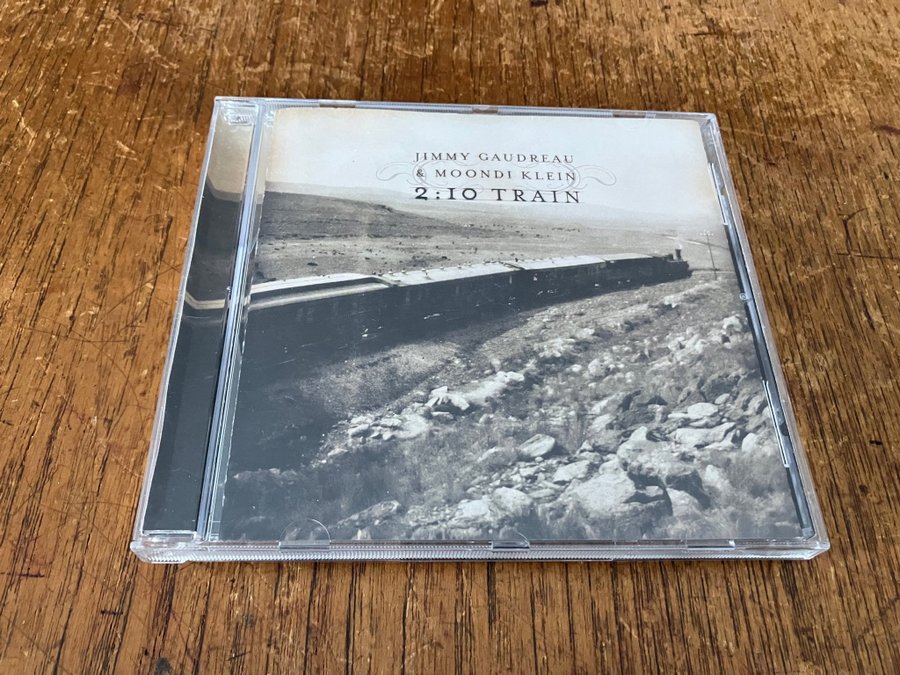 JIMMY GAUDREAU
& MOONDI KLEIN
2:10 TRAIN